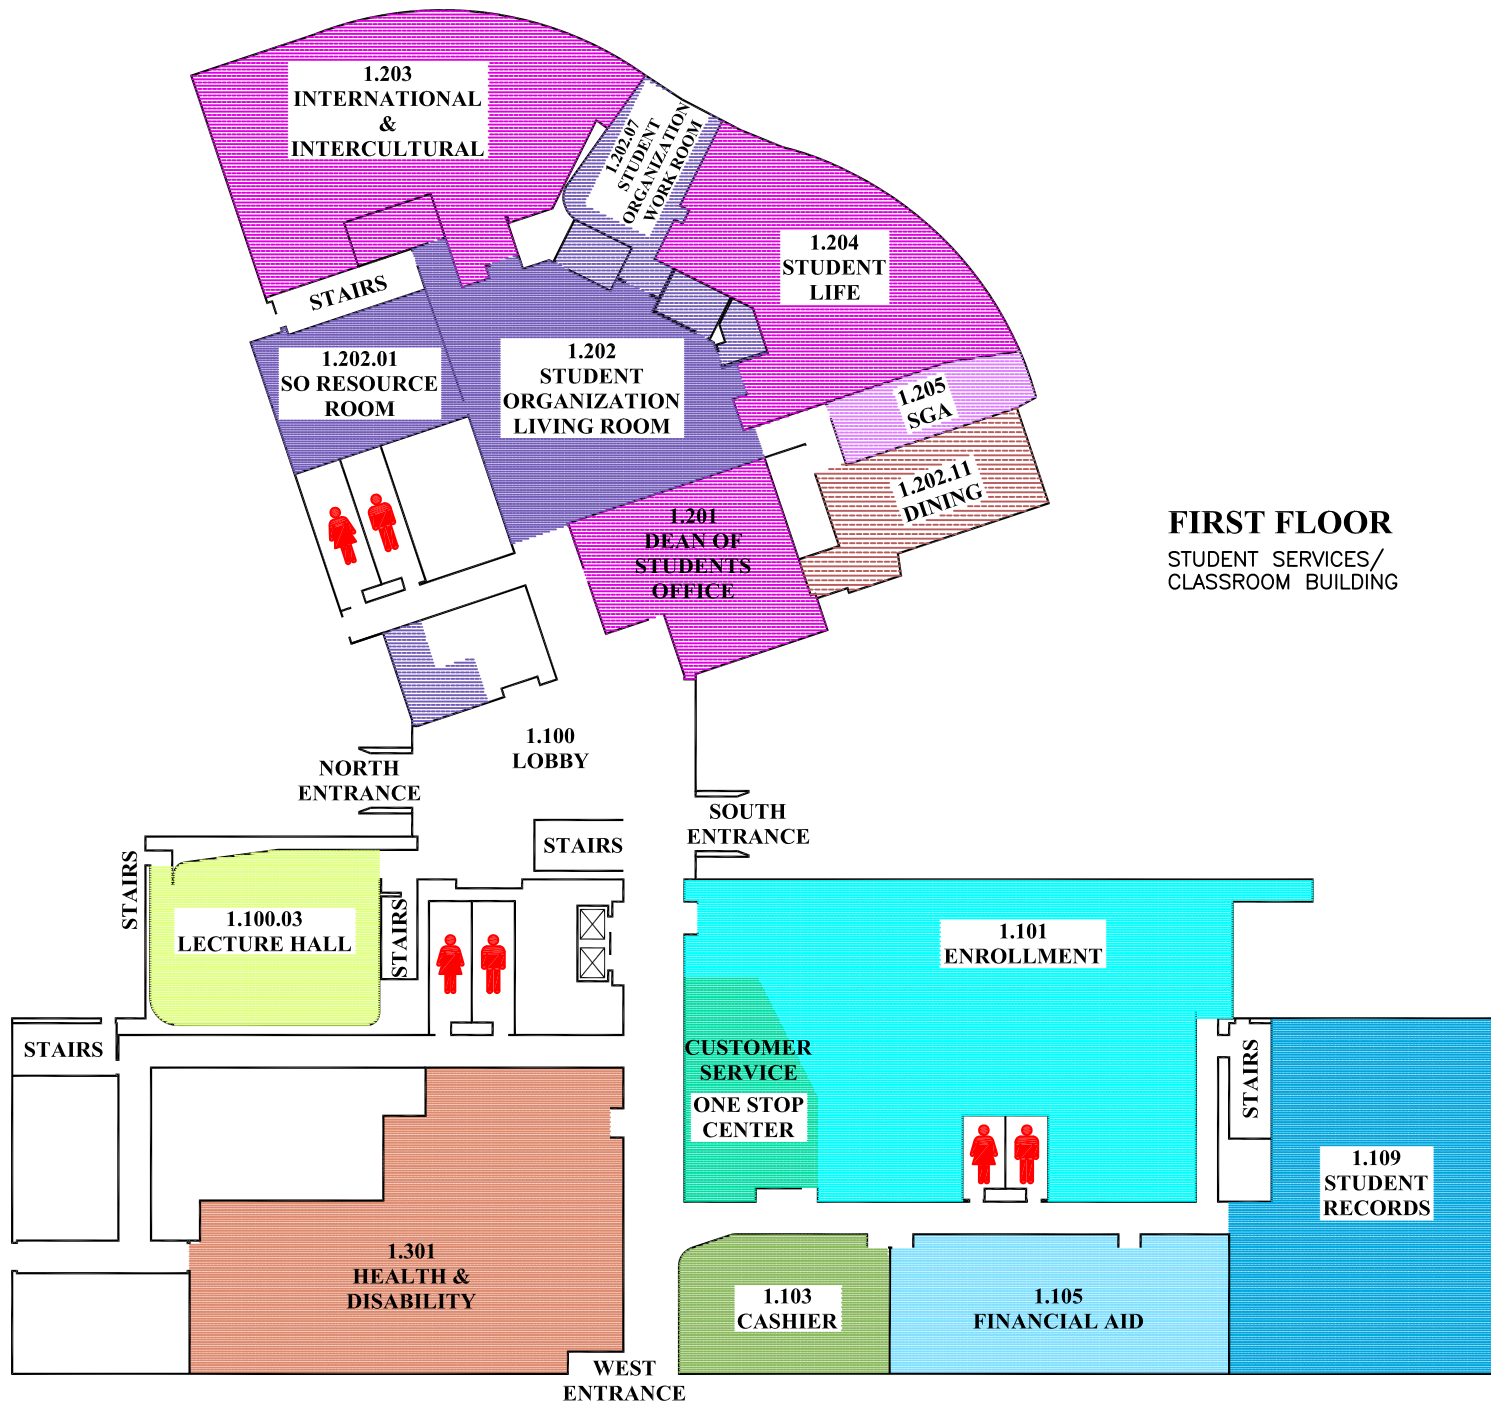 1.203
INTERNATIONAL
&
INTERCULTURAL
1.202.07
STUDENT
ORGANIZATION
WORK ROOM
1.204
STUDENT
LIFE
STAIRS
1.202.01
SO RESOURCE
ROOM
1.202
STUDENT
ORGANIZATION
LIVING ROOM
1.205
SGA
1.202.11
DINING
1.201
DEAN OF
STUDENTS
OFFICE
FIRST FLOOR
STUDENT SERVICES/
CLASSROOM BUILDING
1.100
LOBBY
NORTH
ENTRANCE
SOUTH
ENTRANCE
STAIRS
STAIRS
1.100.03
LECTURE HALL
STAIRS
1.101
ENROLLMENT
STAIRS
CUSTOMER
SERVICE
ONE STOP
CENTER
STAIRS
1.109
STUDENT
RECORDS
1.301
HEALTH &
DISABILITY
1.103
CASHIER
1.105
FINANCIAL AID
WEST
ENTRANCE